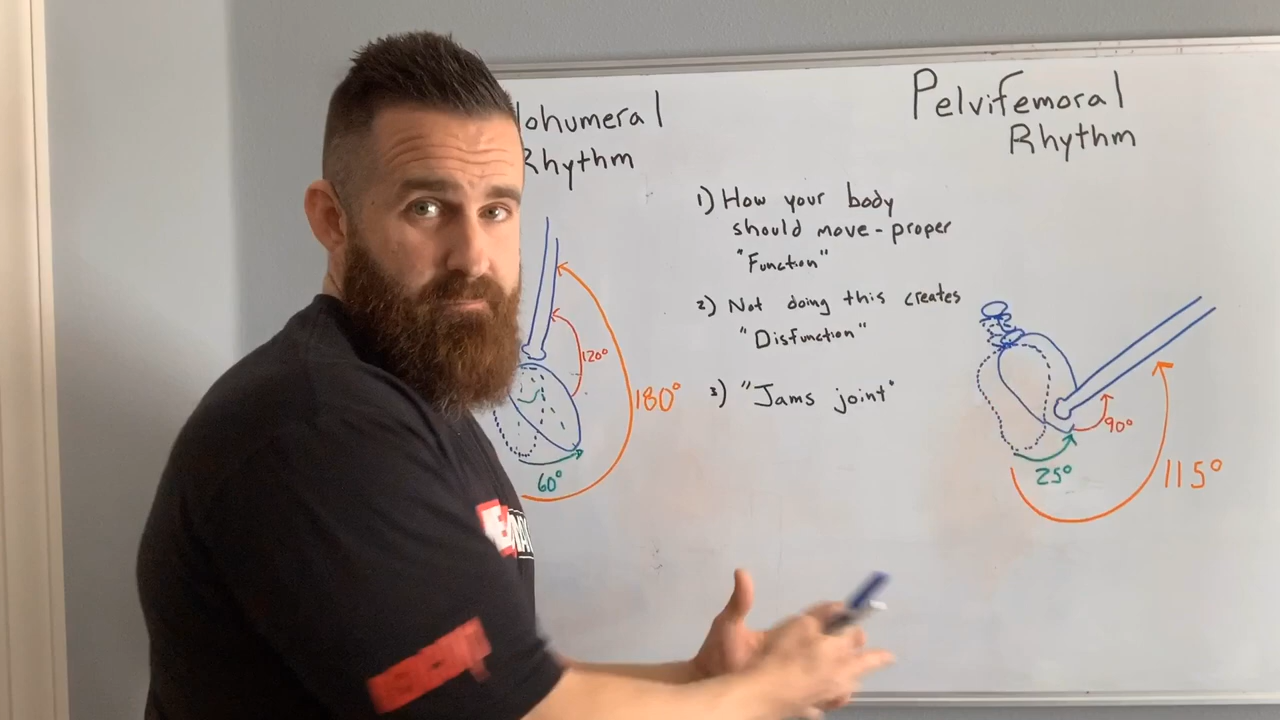 lohumeral
Rhythm
Pelvifemoral
Rhythm
1) How your body
should move - proper
"Function"
2) Not doing this creates
"Disfunction"
3) "Jams joint"
120°
180°
60°
90°
25°
115°